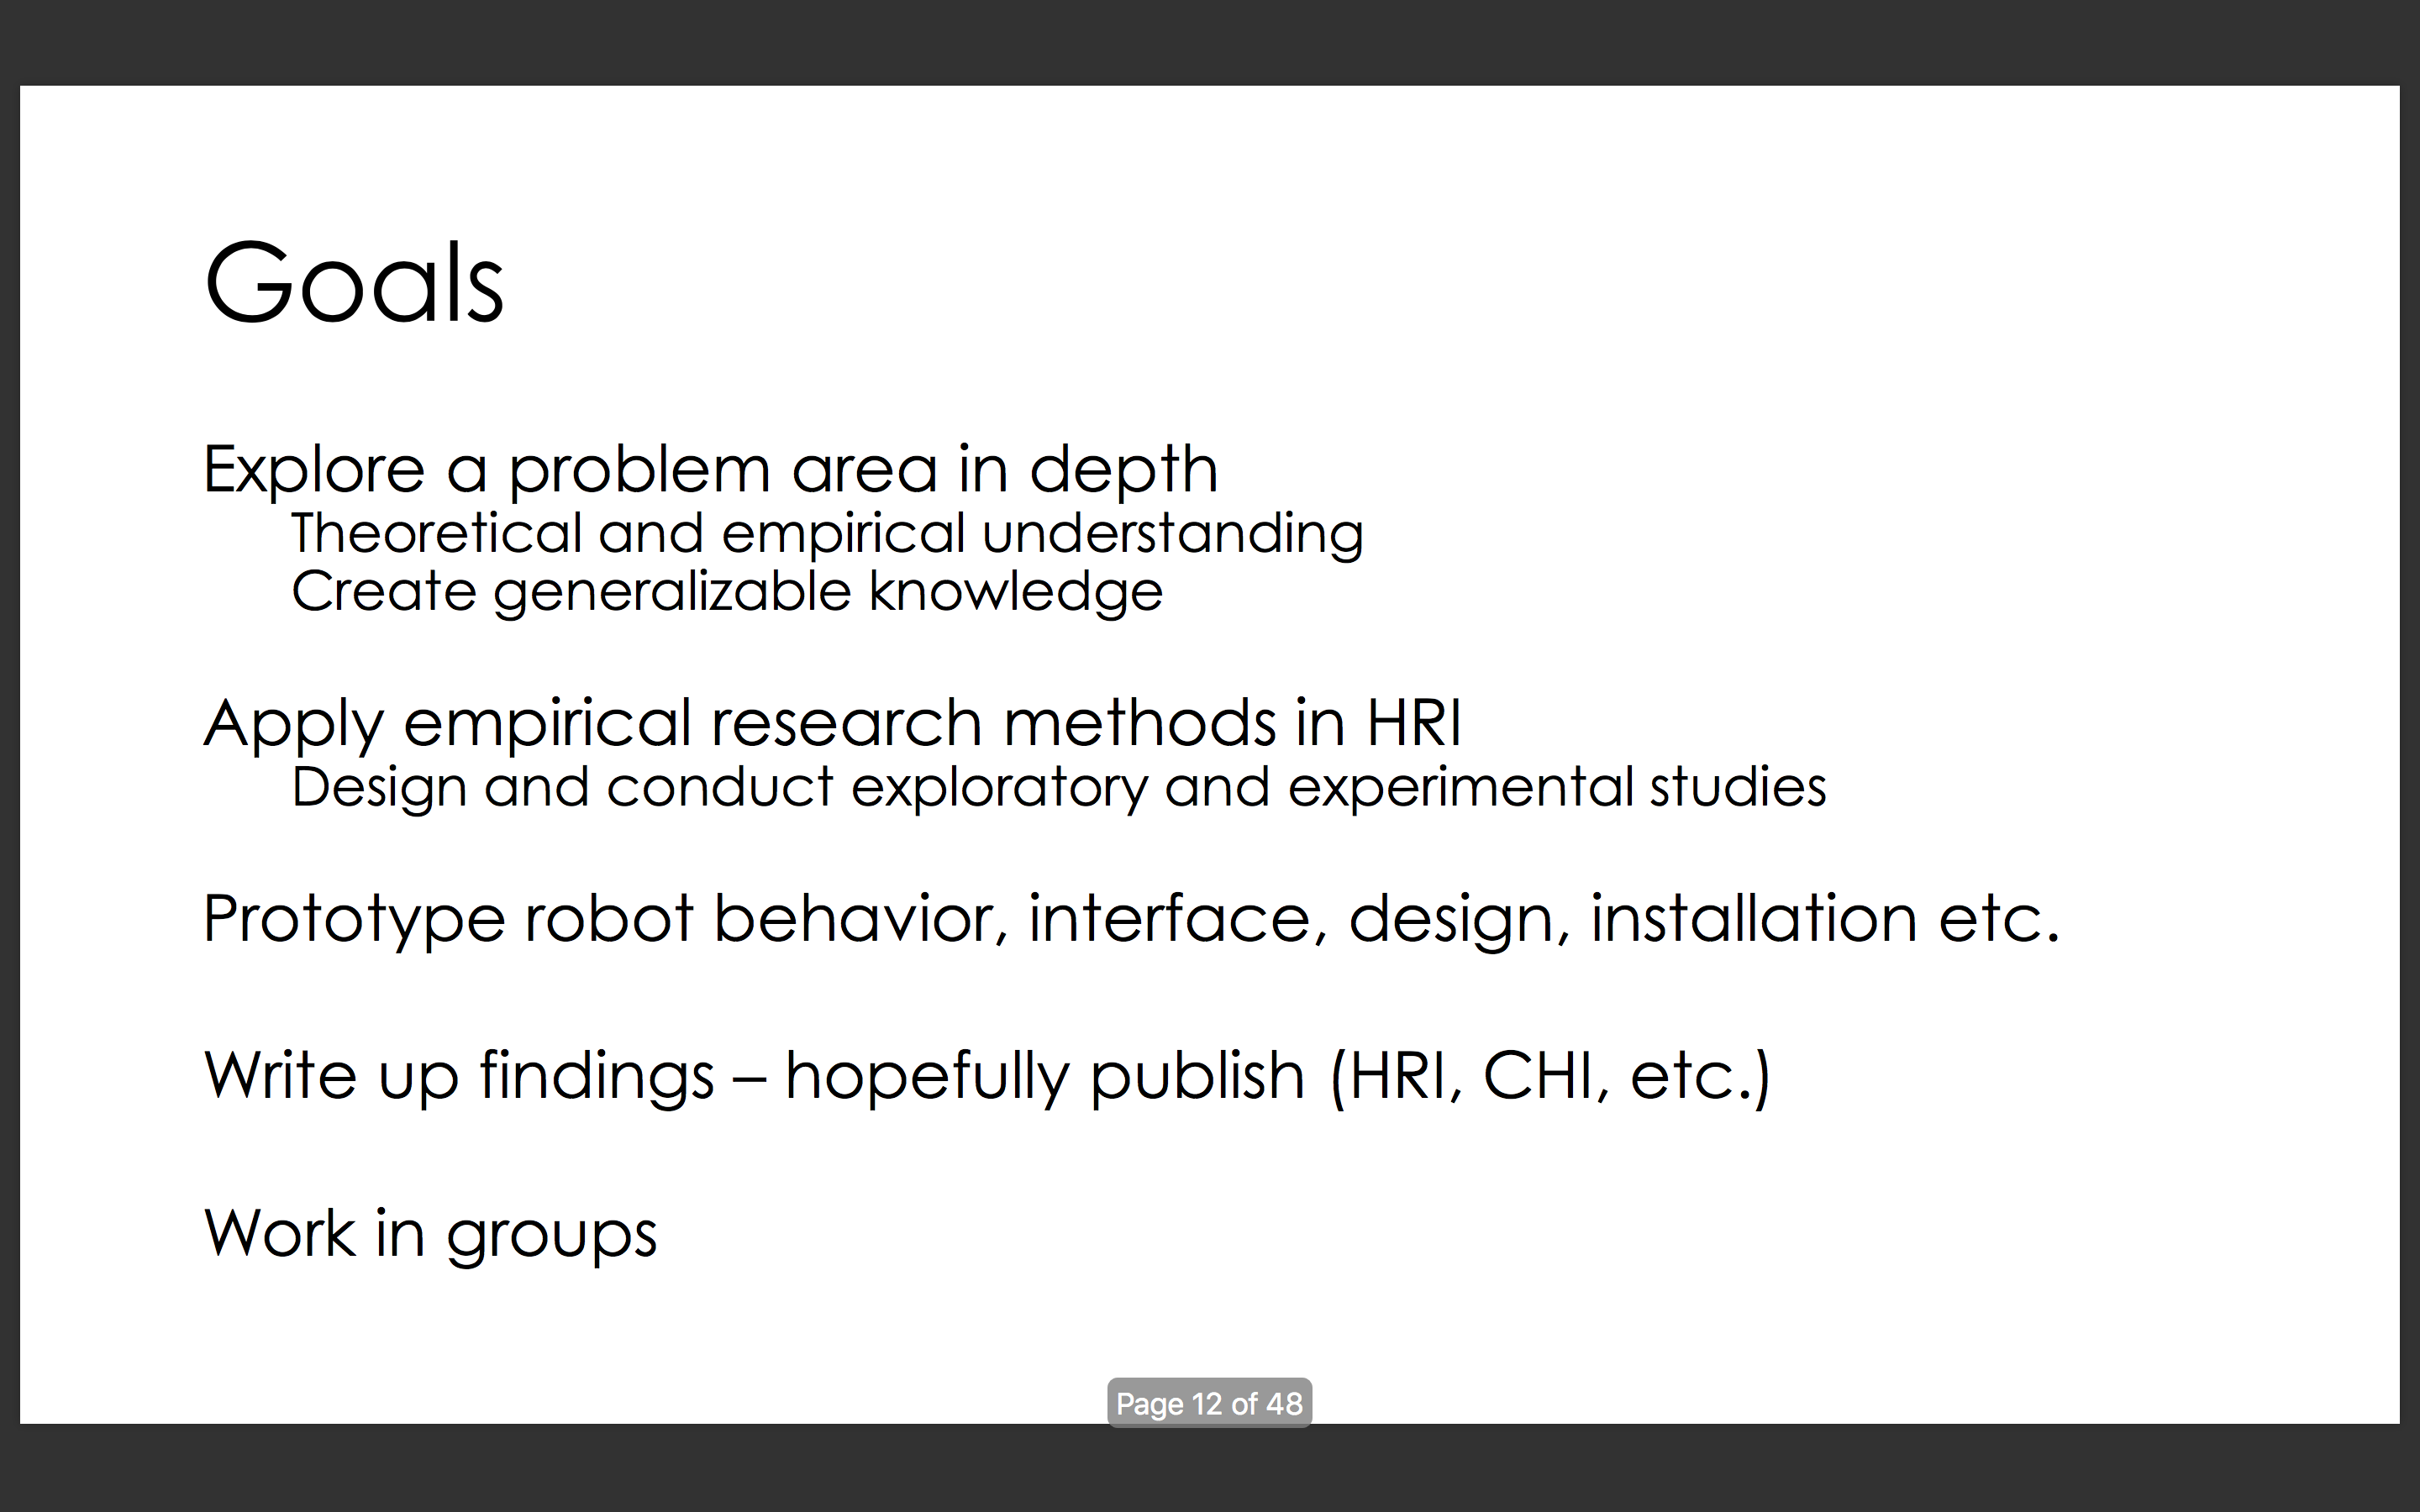 Goals
Explore a problem area in depth
Theoretical and empirical understanding
Create generalizable knowledge
Apply empirical research methods in HRI
Design and conduct exploratory and experimental studies
Prototype robot behavior, interface, design, installation etc.
Write up findings – hopefully publish (HRI, CHI, etc.)
Work in groups
Page 12 of 48